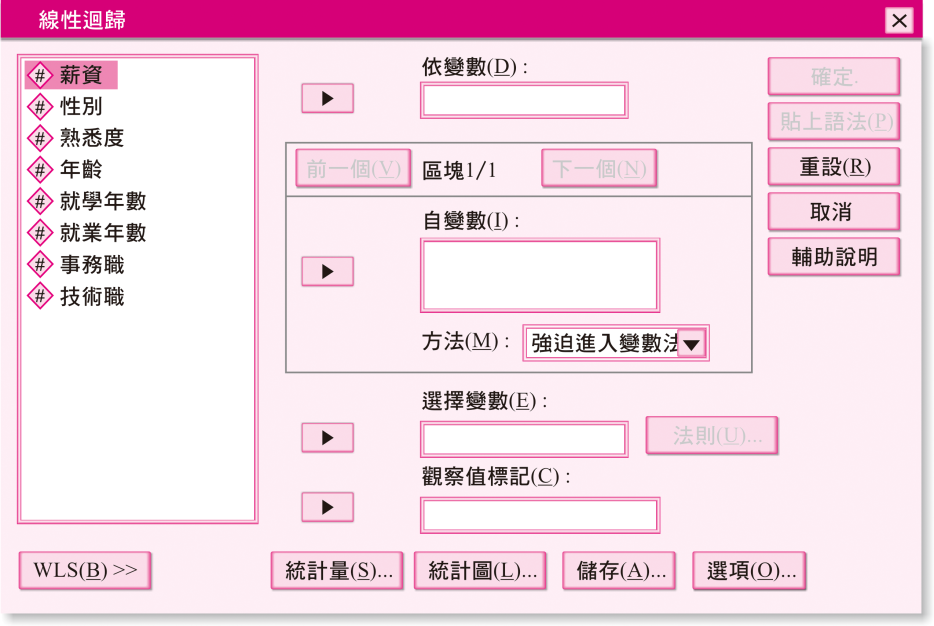 線性迴歸
薪資
性別
熟悉度
年齡
就學年數
就業年數
事務職
技術職
依變數(D) :
前一個(V) 區塊1/1 下一個(N)
自變數(I) :
方法(M) : 強迫進入變數法
選擇變數(E) :
法則(U)...
觀察值標記(C) :
確定.
貼上語法(P)
重設(R)
取消
輔助說明
WLS(B) >>
統計量(S)...
統計圖(L)...
儲存(A)...
選項(O)...